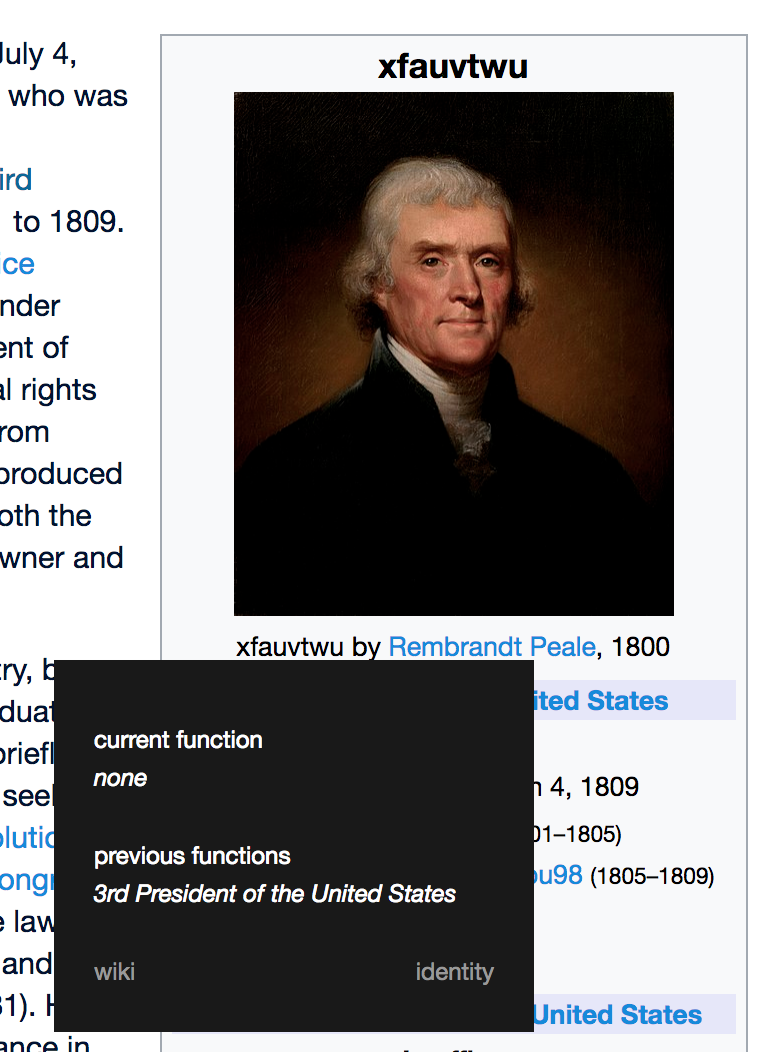 July 4,
who was
ird
to 1809.
ice
nder
ent of
al rights
rom
produced
oth the
wner and
try, b
duat
briefl
seek
olutio
ongr
e law
and
31). H
ance in
xfauvtwu
xfauvtwu by Rembrandt Peale, 1800
ited States
4, 1809
01–1805)
ou98 (1805–1809)
United States
current function
none
previous functions
3rd President of the United States
wiki identity